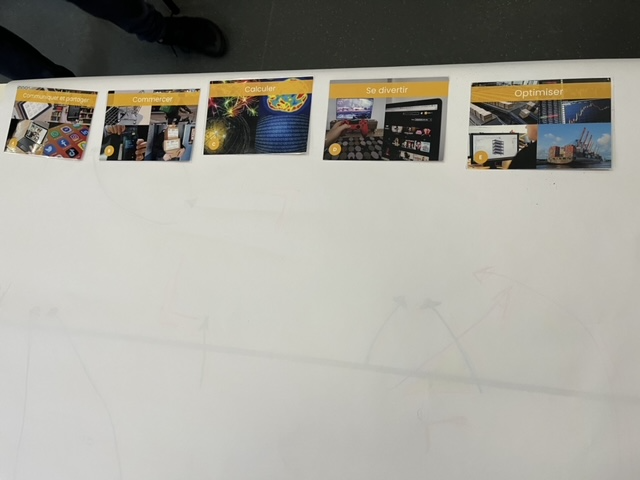 Communiquer et partager
Commercer
Calculer
Se divertir
Optimiser